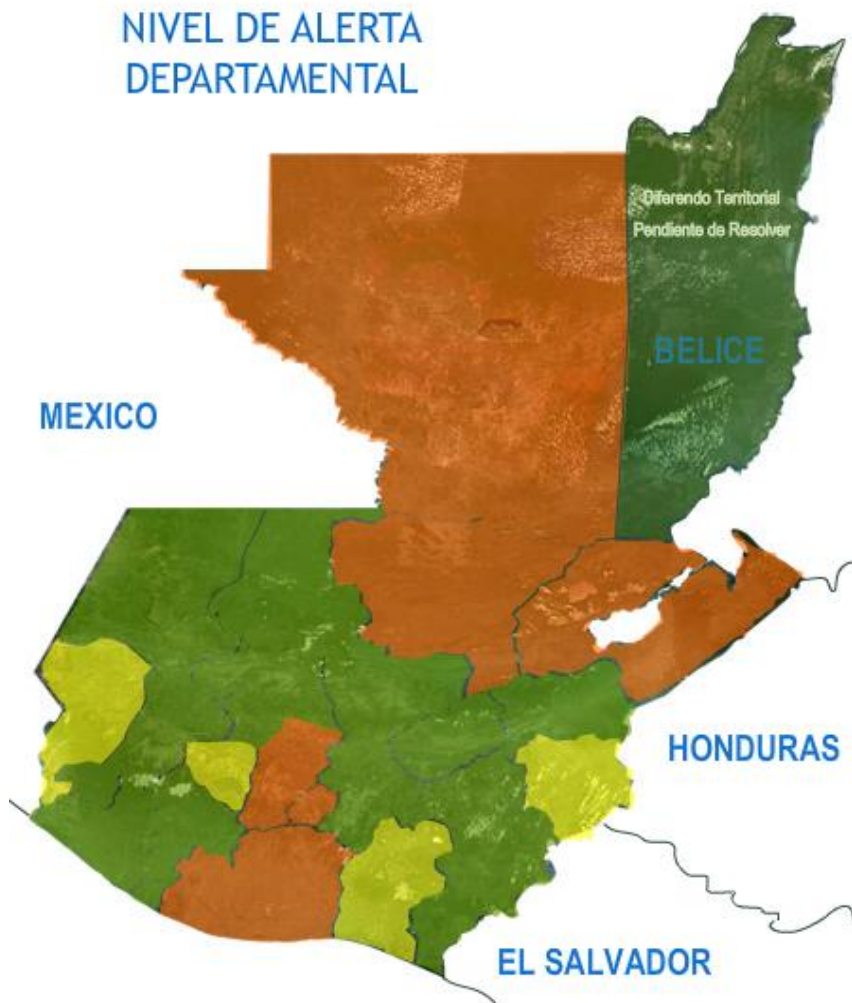 NIVEL DE ALERTA
DEPARTAMENTAL
Diferendo Territorial
Pendiente de Resolver
BELICE
MEXICO
HONDURAS
EL SALVADOR